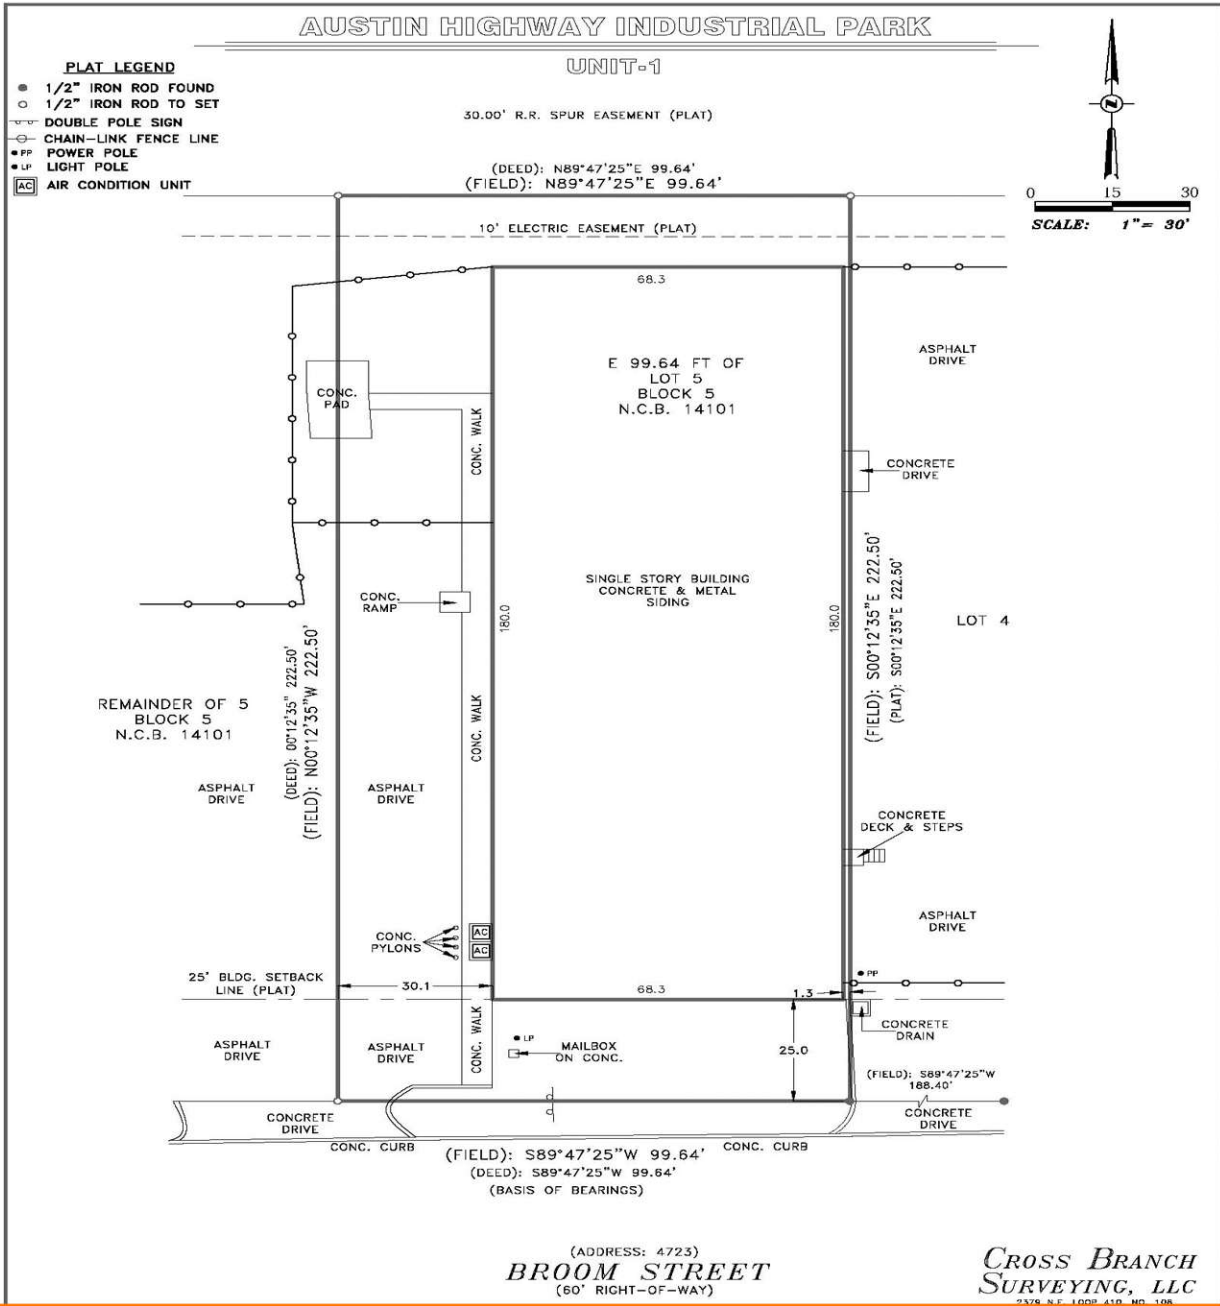 AUSTIN HIGHWAY INDUSTRIAL PARK
UNIT-1
PLAT LEGEND
1/2" IRON ROD FOUND
1/2" IRON ROD TO SET
DOUBLE POLE SIGN
CHAIN-LINK FENCE LINE
PP POWER POLE
LP LIGHT POLE
AC AIR CONDITION UNIT
30.00' R.R. SPUR EASEMENT (PLAT)
N
0 15 30
SCALE: 1"= 30'
(DEED): N89°47'25"E 99.64'
(FIELD): N89°47'25"E 99.64'
10' ELECTRIC EASEMENT (PLAT)
68.3
E 99.64 FT OF
LOT 5
BLOCK 5
N.C.B. 14101
ASPHALT
DRIVE
CONC.
PAD
CONC. WALK
CONCRETE
DRIVE
SINGLE STORY BUILDING
CONCRETE & METAL
SIDING
CONC.
RAMP
180.0
180.0
(FIELD): S00°12'35"E 222.50'
(PLAT): S00°12'35"E 222.50'
LOT 4
(DEED): 00°12'35" 222.50'
(FIELD): N00°12'35"W 222.50'
REMAINDER OF 5
BLOCK 5
N.C.B. 14101
CONC. WALK
ASPHALT
DRIVE
ASPHALT
DRIVE
CONCRETE
DECK & STEPS
ASPHALT
DRIVE
CONC.
PYLONS
AC
AC
25' BLDG. SETBACK
LINE (PLAT)
30.1
68.3
1.3
PP
CONCRETE
DRAIN
ASPHALT
DRIVE
ASPHALT
DRIVE
CONC. WALK
LP
MAILBOX
ON CONC.
25.0
(FIELD): S89°47'25"W
188.40'
CONCRETE
DRIVE
CONCRETE
DRIVE
CONC. CURB
CONC. CURB
(FIELD): S89°47'25"W 99.64'
(DEED): S89°47'25"W 99.64'
(BASIS OF BEARINGS)
(ADDRESS: 4723)
BROOM STREET
(60' RIGHT-OF-WAY)
CROSS BRANCH
SURVEYING, LLC
2379 N.E. LOOP 410, NO. 108